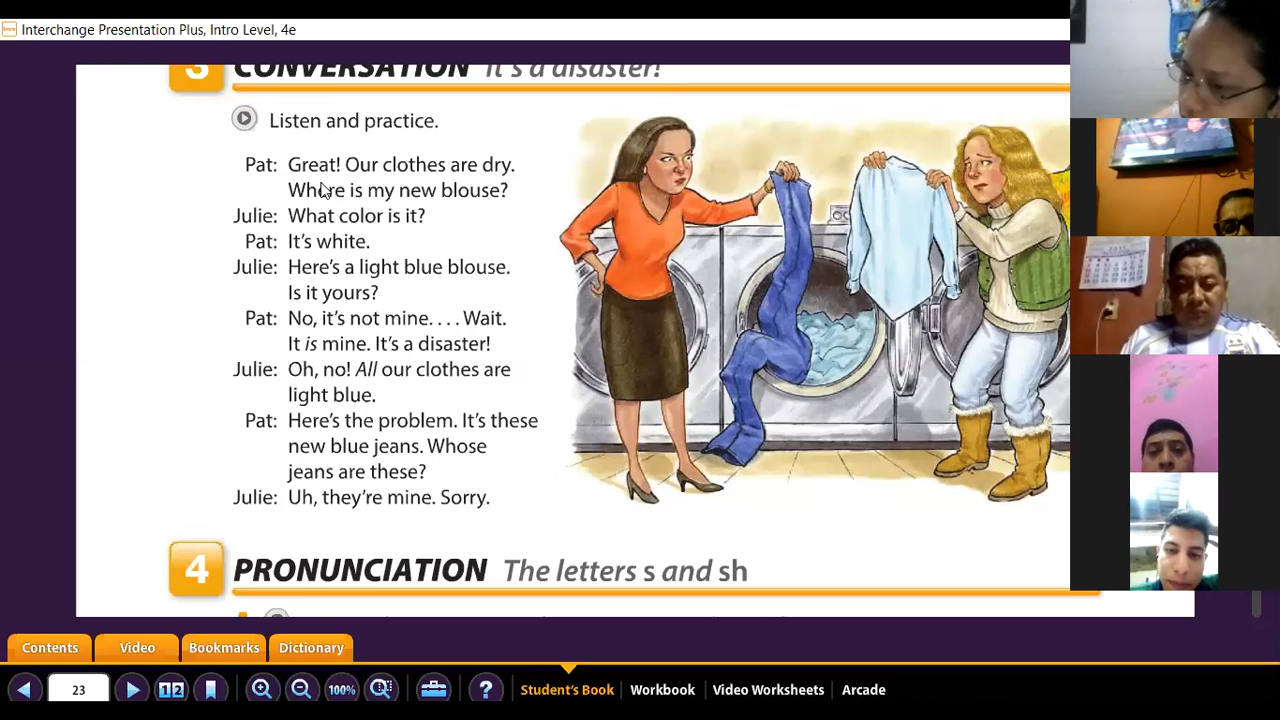 Interchange Presentation Plus, Intro Level, 4e
3 CONVERSATION It's a disaster!
Listen and practice.
Pat: Great! Our clothes are dry.
Where is my new blouse?
Julie: What color is it?
Pat: It's white.
Julie: Here's a light blue blouse.
Is it yours?
Pat: No, it's not mine. . . . Wait.
It is mine. It's a disaster!
Julie: Oh, no! All our clothes are
light blue.
Pat: Here's the problem. It's these
new blue jeans. Whose
jeans are these?
Julie: Uh, they're mine. Sorry.
4 PRONUNCIATION The letters s and sh
Contents Video Bookmarks Dictionary
23 1 2 100% ? Student's Book Workbook Video Worksheets Arcade